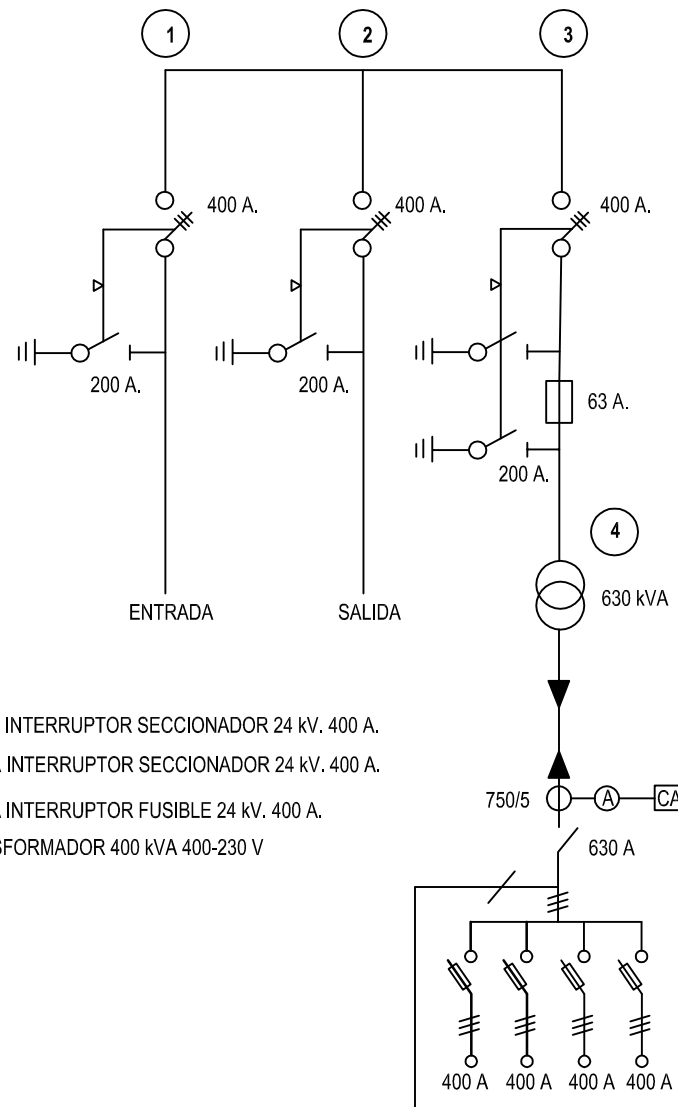 1 2 3
400 A. 400 A. 400 A.
200 A. 200 A. 63 A.
200 A.
4
630 kVA
ENTRADA SALIDA
INTERRUPTOR SECCIONADOR 24 kV. 400 A.
INTERRUPTOR SECCIONADOR 24 kV. 400 A.
INTERRUPTOR FUSIBLE 24 kV. 400 A.
SFORMADOR 400 kVA 400-230 V
750/5 A CA
630 A
400 A 400 A 400 A 400 A